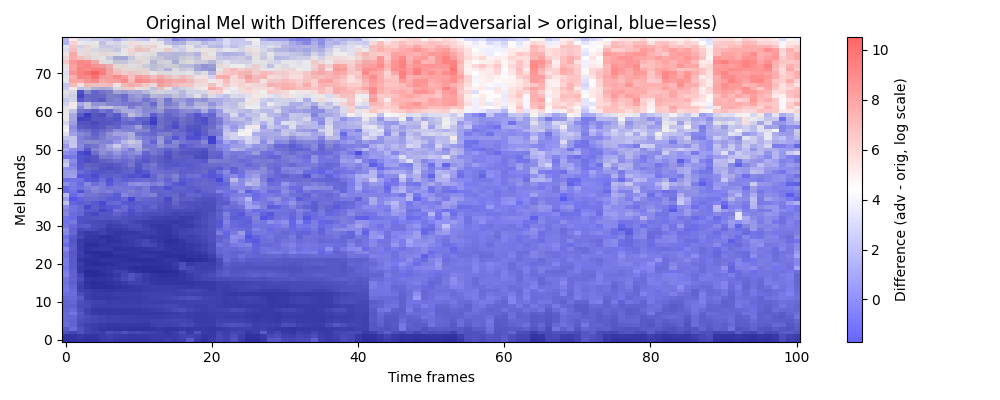 Original Mel with Differences (red=adversarial > original, blue=less)
Mel bands
70
60
50
40
30
20
10
0
0 20 40 60 80 100
Time frames
10
8
6
4
2
0
Difference (adv - orig, log scale)